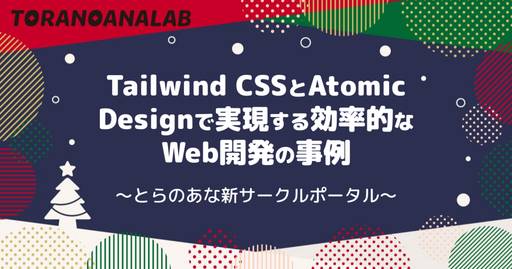 TORANOANALAB
Tailwind CSSとAtomic
Designで実現する効率的な
Web開発の事例
～とらのあな新サークルポータル～